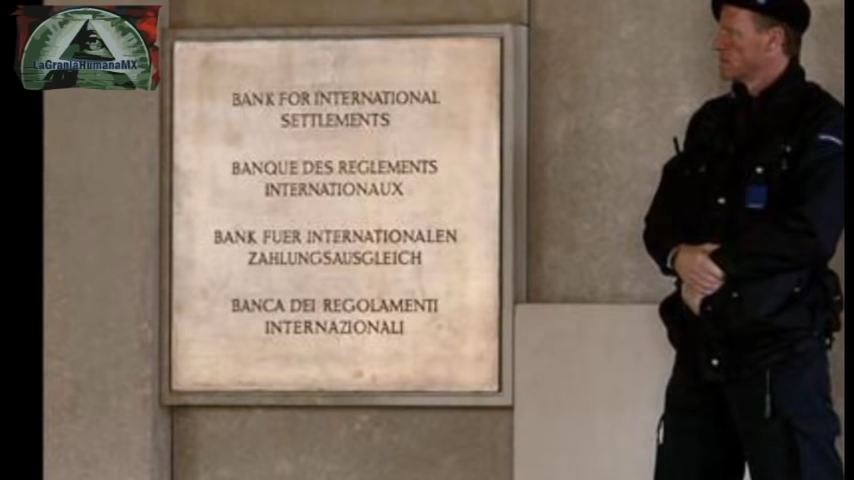 LaGranjaHumanaMX
BANK FOR INTERNATIONAL
SETTLEMENTS
BANQUE DES REGLEMENTS
INTERNATIONAUX
BANK FUER INTERNATIONALEN
ZAHLUNGSAUSGLEICH
BANCA DEI REGOLAMENTI
INTERNAZIONALI